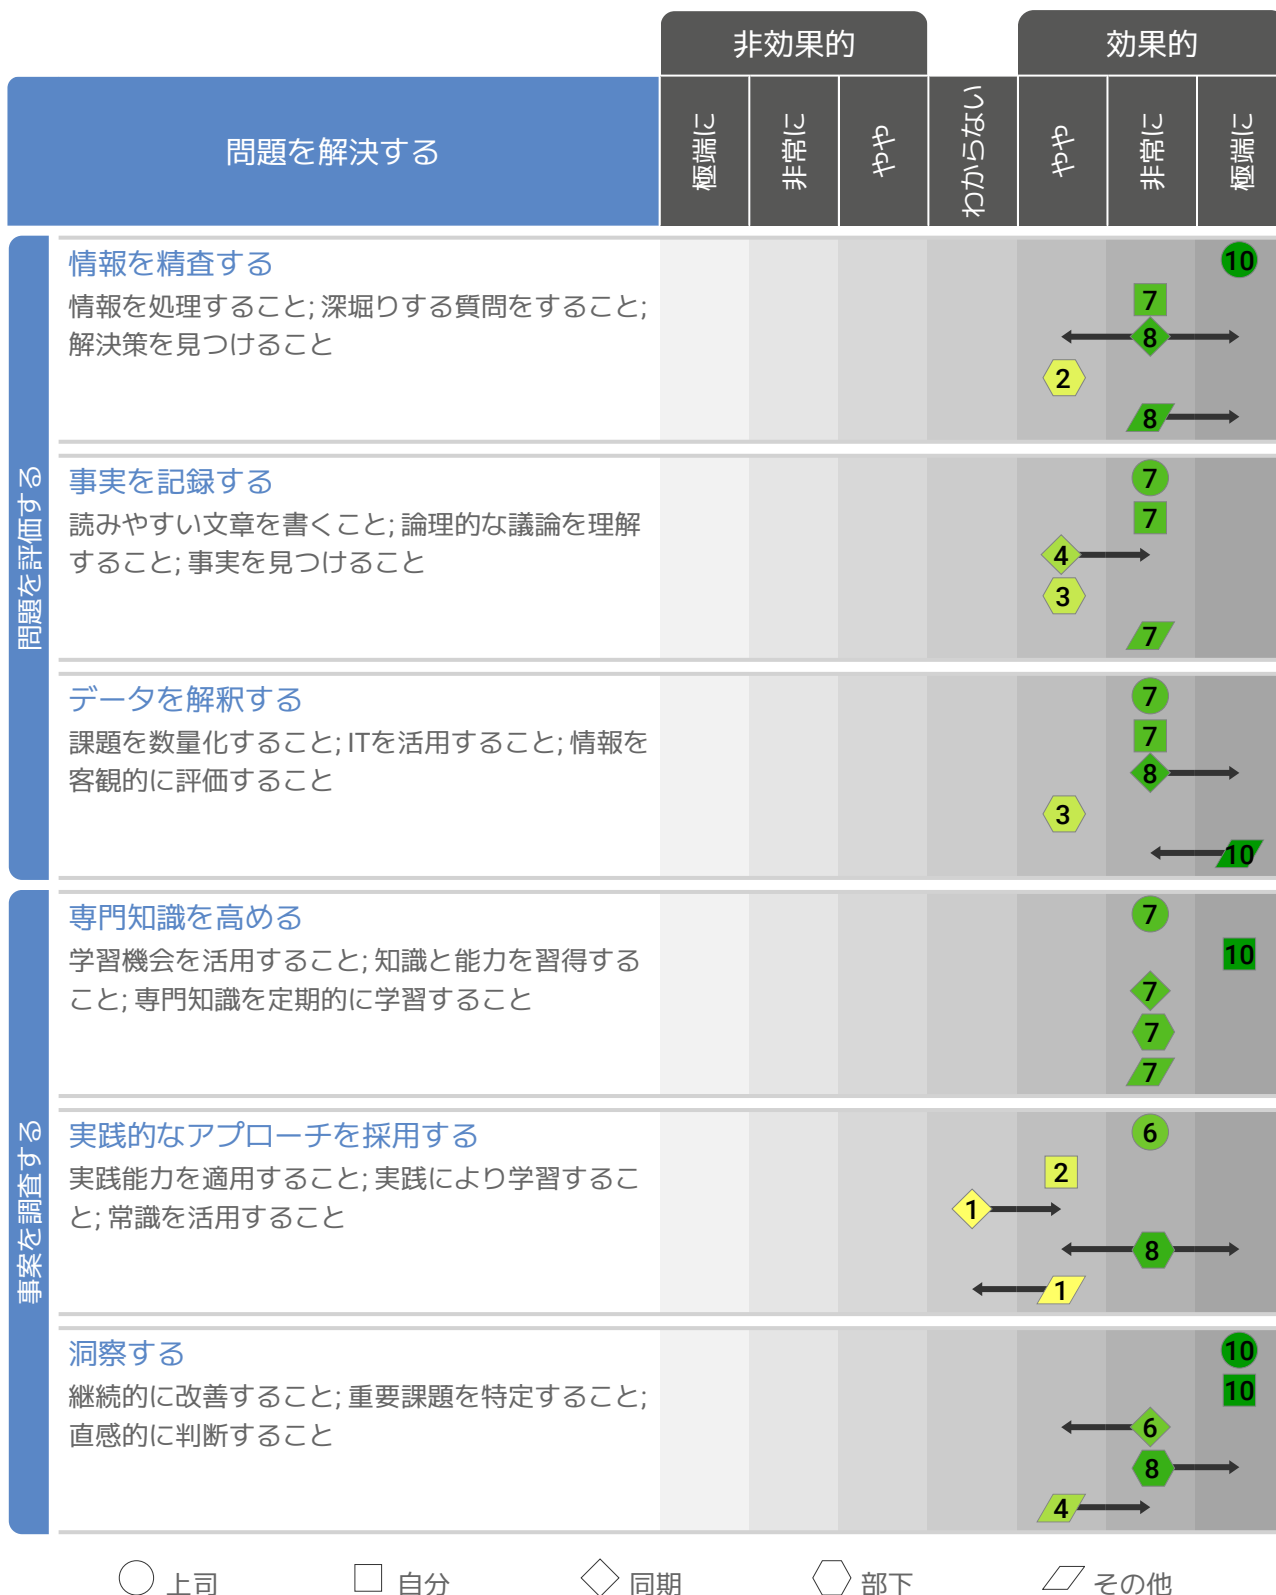 非効果的
効果的
問題を解決する
極端に
非常に
やや
わからない
やや
非常に
極端に
問題を評価する
情報を精査する
情報を処理すること; 深堀りする質問をすること;
解決策を見つけること
10
7
8
2
8
事実を記録する
読みやすい文章を書くこと; 論理的な議論を理解
すること; 事実を見つけること
7
7
4
3
7
データを解釈する
課題を数量化すること; ITを活用すること; 情報を
客観的に評価すること
7
7
8
3
10
事案を調査する
専門知識を高める
学習機会を活用すること; 知識と能力を習得する
こと; 専門知識を定期的に学習すること
7
10
7
7
7
実践的なアプローチを採用する
実践能力を適用すること; 実践により学習するこ
と; 常識を活用すること
6
2
1
8
1
洞察する
継続的に改善すること; 重要課題を特定すること;
直感的に判断すること
10
10
6
8
4
上司
自分
同期
部下
その他